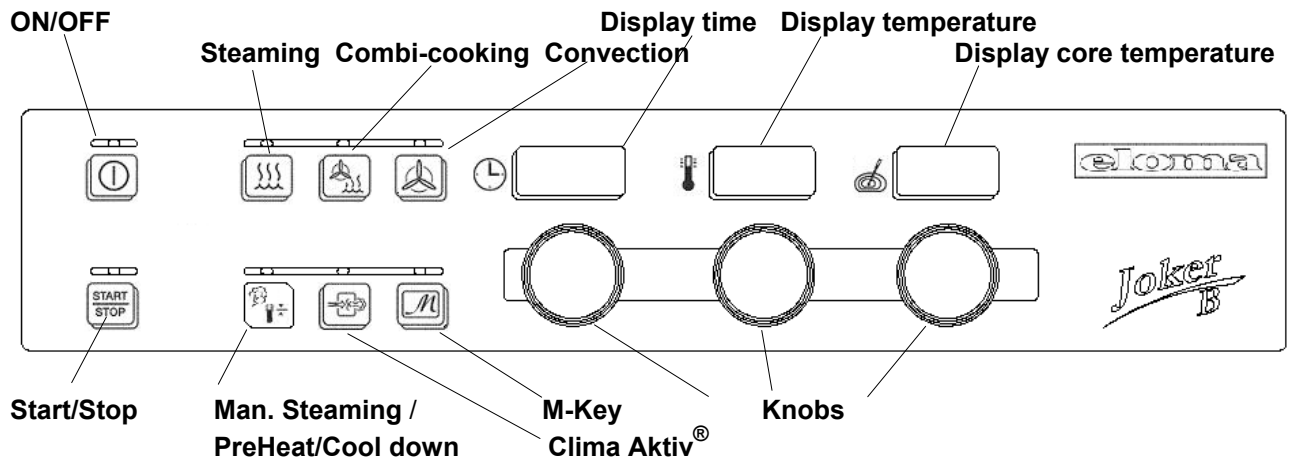 ON/OFF Display time Display temperature
Steaming Combi-cooking Convection Display core temperature
eloma
START
STOP
M
Joker
B
Start/Stop Man. Steaming / M-Key Knobs
PreHeat/Cool down Clima Aktiv®